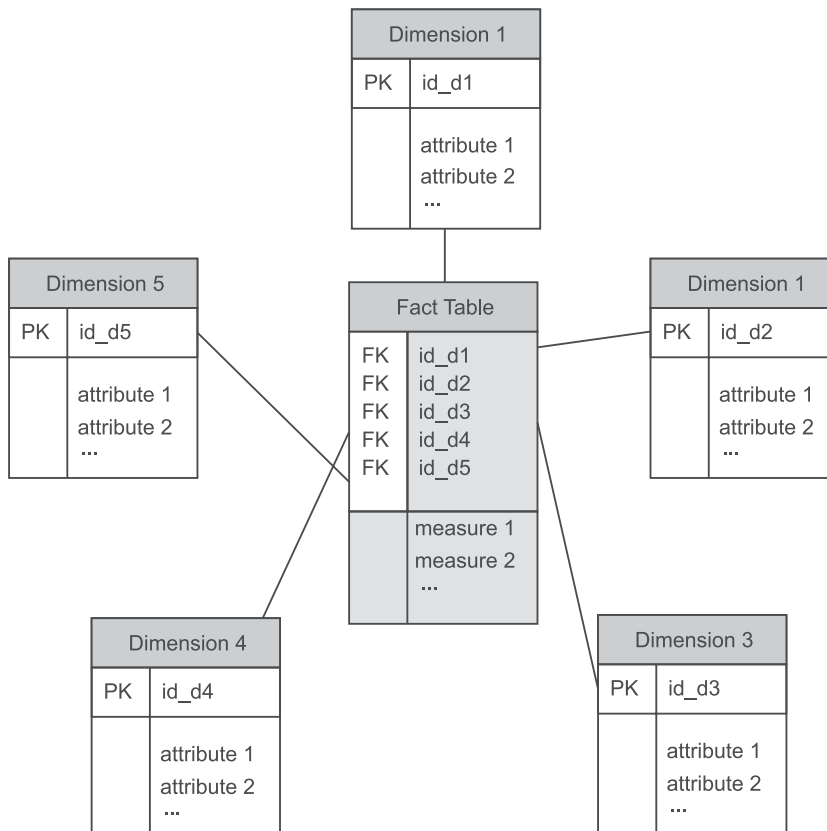 Dimension 1
PK id_d1
attribute 1
attribute 2
...
Dimension 5
PK id_d5
attribute 1
attribute 2
...
Fact Table
FK id_d1
FK id_d2
FK id_d3
FK id_d4
FK id_d5
measure 1
measure 2
...
Dimension 1
PK id_d2
attribute 1
attribute 2
...
Dimension 4
PK id_d4
attribute 1
attribute 2
...
Dimension 3
PK id_d3
attribute 1
attribute 2
...